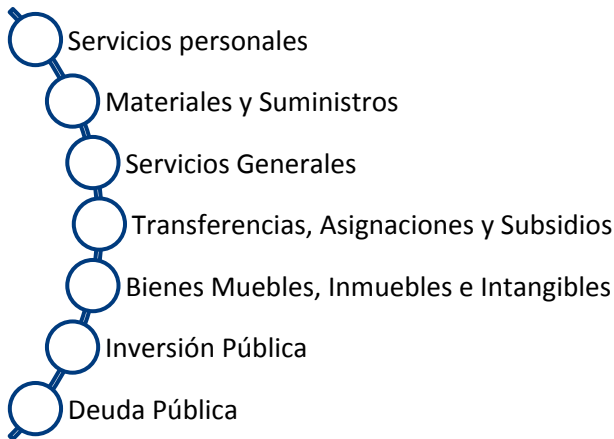 Servicios personales
Materiales y Suministros
Servicios Generales
Transferencias, Asignaciones y Subsidios
Bienes Muebles, Inmuebles e Intangibles
Inversión Pública
Deuda Pública